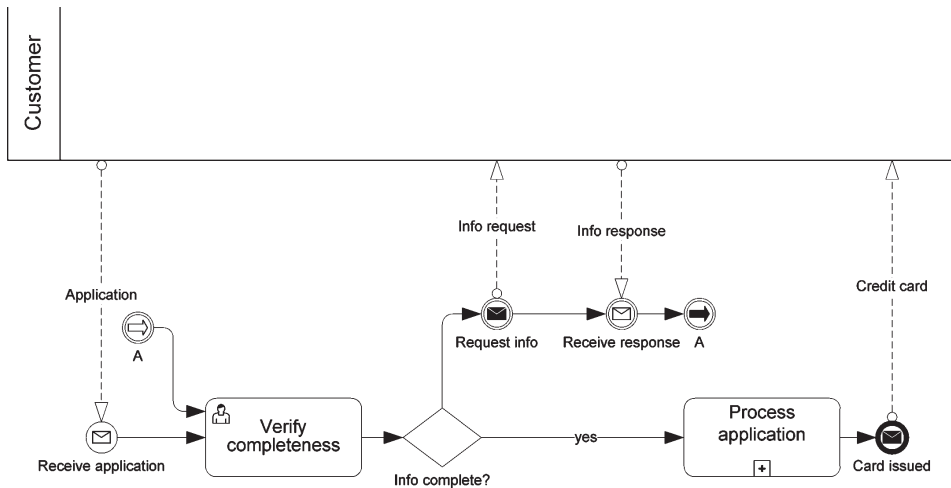 Customer
Info request
Info response
Application
Credit card
A
Request info
Receive response
A
Verify
completeness
Process
application
yes
Receive application
Info complete?
Card issued